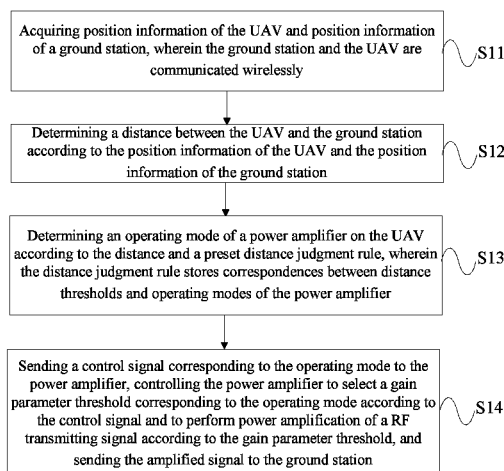 Acquiring position information of the UAV and position information
of a ground station, wherein the ground station and the UAV are
communicated wirelessly
S11
Determining a distance between the UAV and the ground station
according to the position information of the UAV and the position
information of the ground station
S12
Determining an operating mode of a power amplifier on the UAV
according to the distance and a preset distance judgment rule, wherein
the distance judgment rule stores correspondences between distance
thresholds and operating modes of the power amplifier
S13
Sending a control signal corresponding to the operating mode to the
power amplifier, controlling the power amplifier to select a gain
parameter threshold corresponding to the operating mode according to
the control signal and to perform power amplification of a RF
transmitting signal according to the gain parameter threshold, and
sending the amplified signal to the ground station
S14